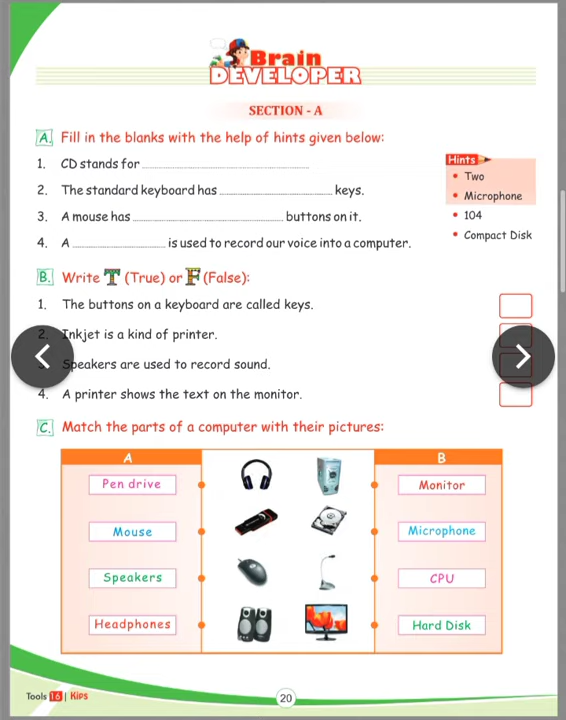 Brain
DEVELOPER
SECTION - A
A. Fill in the blanks with the help of hints given below:
1. CD stands for
2. The standard keyboard has keys.
3. A mouse has buttons on it.
4. A is used to record our voice into a computer.
Hints
• Two
• Microphone
• 104
• Compact Disk
B. Write T (True) or F (False):
1. The buttons on a keyboard are called keys.
2. Inkjet is a kind of printer.
3. Speakers are used to record sound.
4. A printer shows the text on the monitor.
C. Match the parts of a computer with their pictures:
A B
Pen drive Monitor
Mouse Microphone
Speakers CPU
Headphones Hard Disk
Tools 16 | Kips
20